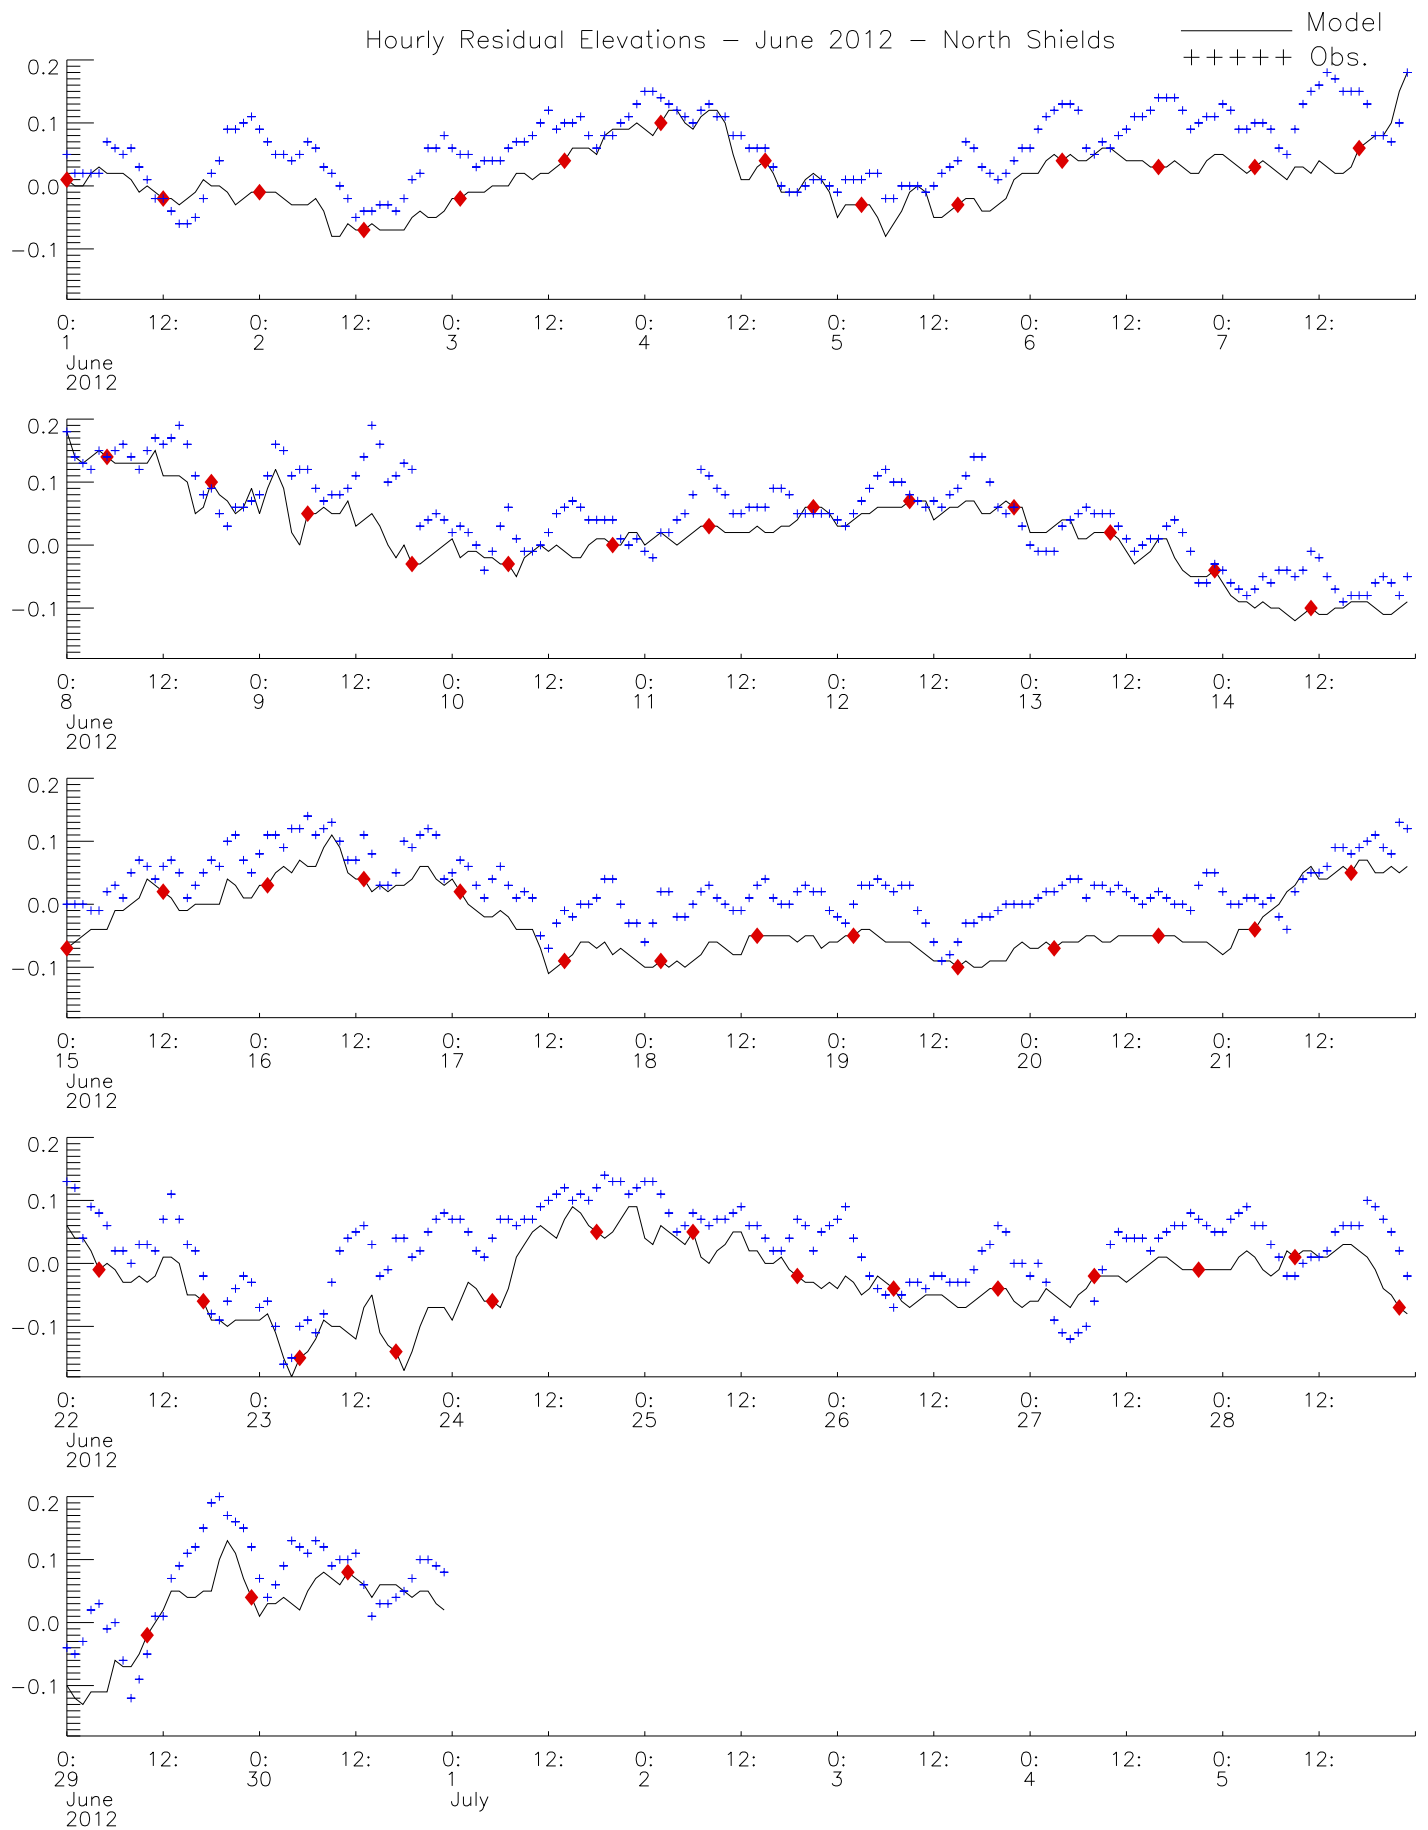 Hourly Residual Elevations – June 2012 – North Shields
Model
+++++ Obs.
0.2
0.1
0.0
−0.1
0: 12: 0: 12: 0: 12: 0: 12: 0: 12: 0: 12: 0: 12:
1 2 3 4 5 6 7
June
2012
0.2
0.1
0.0
−0.1
0: 12: 0: 12: 0: 12: 0: 12: 0: 12: 0: 12: 0: 12:
8 9 10 11 12 13 14
June
2012
0.2
0.1
0.0
−0.1
0: 12: 0: 12: 0: 12: 0: 12: 0: 12: 0: 12: 0: 12:
15 16 17 18 19 20 21
June
2012
0.2
0.1
0.0
−0.1
0: 12: 0: 12: 0: 12: 0: 12: 0: 12: 0: 12: 0: 12:
22 23 24 25 26 27 28
June
2012
0.2
0.1
0.0
−0.1
0: 12: 0: 12: 0: 12: 0: 12: 0: 12: 0: 12: 0: 12:
29 30 1 2 3 4 5
June July
2012